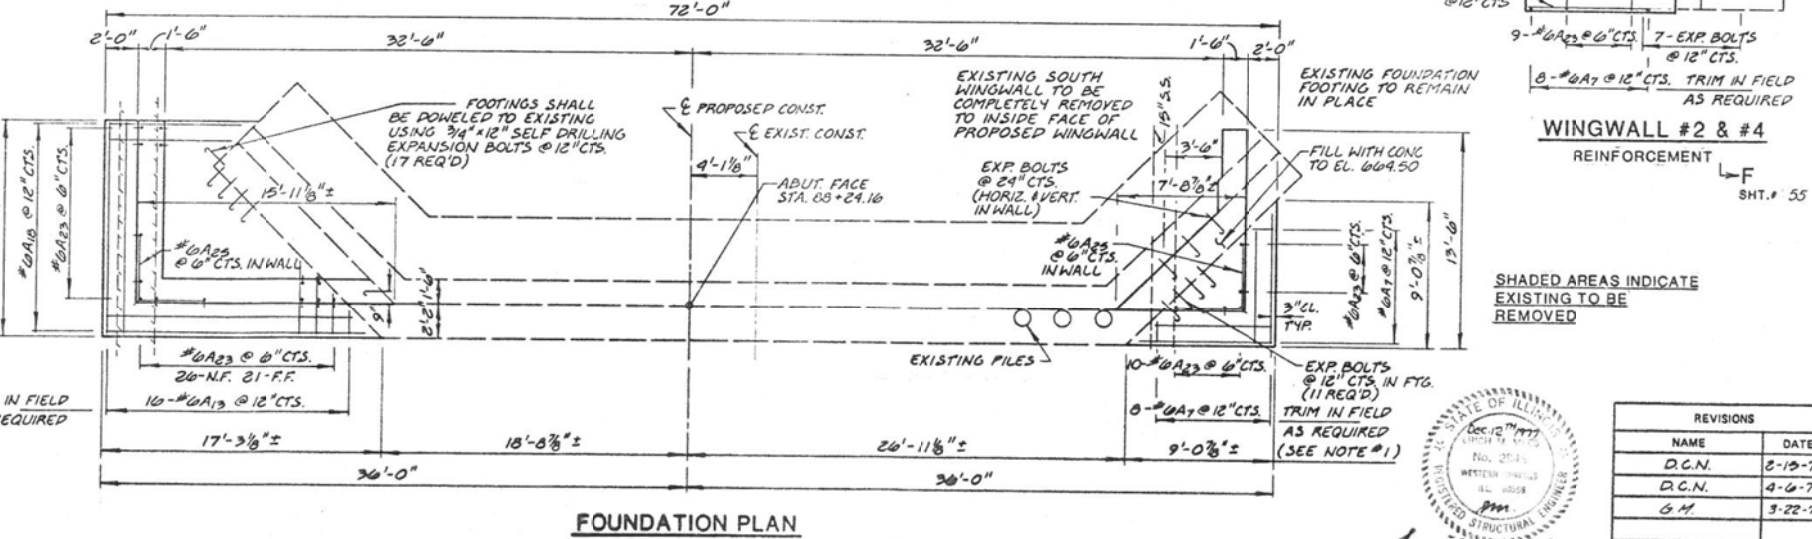 72'-0"
2'-0"
1'-6"
32'-6"
32'-6"
1'-6"
2'-0"
@12" CTS
9-#6A23 @ 6" CTS.
7-EXP. BOLTS
@ 12" CTS.
8-#6A7 @ 12" CTS.
TRIM IN FIELD
AS REQUIRED
WINGWALL #2 & #4
REINFORCEMENT
F
SHT.# 55
FOOTINGS SHALL
BE DOWELED TO EXISTING
USING 3/4"x12" SELF DRILLING
EXPANSION BOLTS @ 12" CTS.
(17 REQ'D)
℄ PROPOSED CONST.
℄ EXIST. CONST.
4'-1 1/8"
ABUT. FACE
STA. 88+24.16
EXISTING SOUTH
WINGWALL TO BE
COMPLETELY REMOVED
TO INSIDE FACE OF
PROPOSED WINGWALL
15" S.S.
EXISTING FOUNDATION
FOOTING TO REMAIN
IN PLACE
3'-6"
FILL WITH CONC
TO EL. 664.50
EXP. BOLTS
@ 24" CTS.
(HORIZ. & VERT.
IN WALL)
7'-8 7/8"±
#6A25
@ 6" CTS.
IN WALL
#6A18 @ 12" CTS.
#6A23 @ 6" CTS.
15'-11 1/8"±
#6A25
@ 6" CTS. IN WALL
9"
2'-2"
1'-6"
#6A23 @ 6" CTS.
#6A7 @ 12" CTS.
9'-0 7/8"±
13'-6"
3" CL.
TYP.
SHADED AREAS INDICATE
EXISTING TO BE
REMOVED
EXISTING PILES
#6A23 @ 6" CTS.
26-N.F. 21-F.F.
16-#6A13 @ 12" CTS.
IN FIELD
10-#6A23 @ 6" CTS.
8-#6A7 @ 12" CTS.
EXP. BOLTS
@ 12" CTS. IN FTG.
(11 REQ'D)
TRIM IN FIELD
AS REQUIRED
(SEE NOTE #1)
17'-3 1/8"±
18'-8 7/8"±
26'-11 1/8"±
9'-0 7/8"±
36'-0"
36'-0"
FOUNDATION PLAN
STATE OF ILLINOIS
Dec. 12TH 1977
REGISTERED STRUCTURAL ENGINEER
REVISIONS
NAME
DATE
D.C.N.
D.C.N.
G.M.